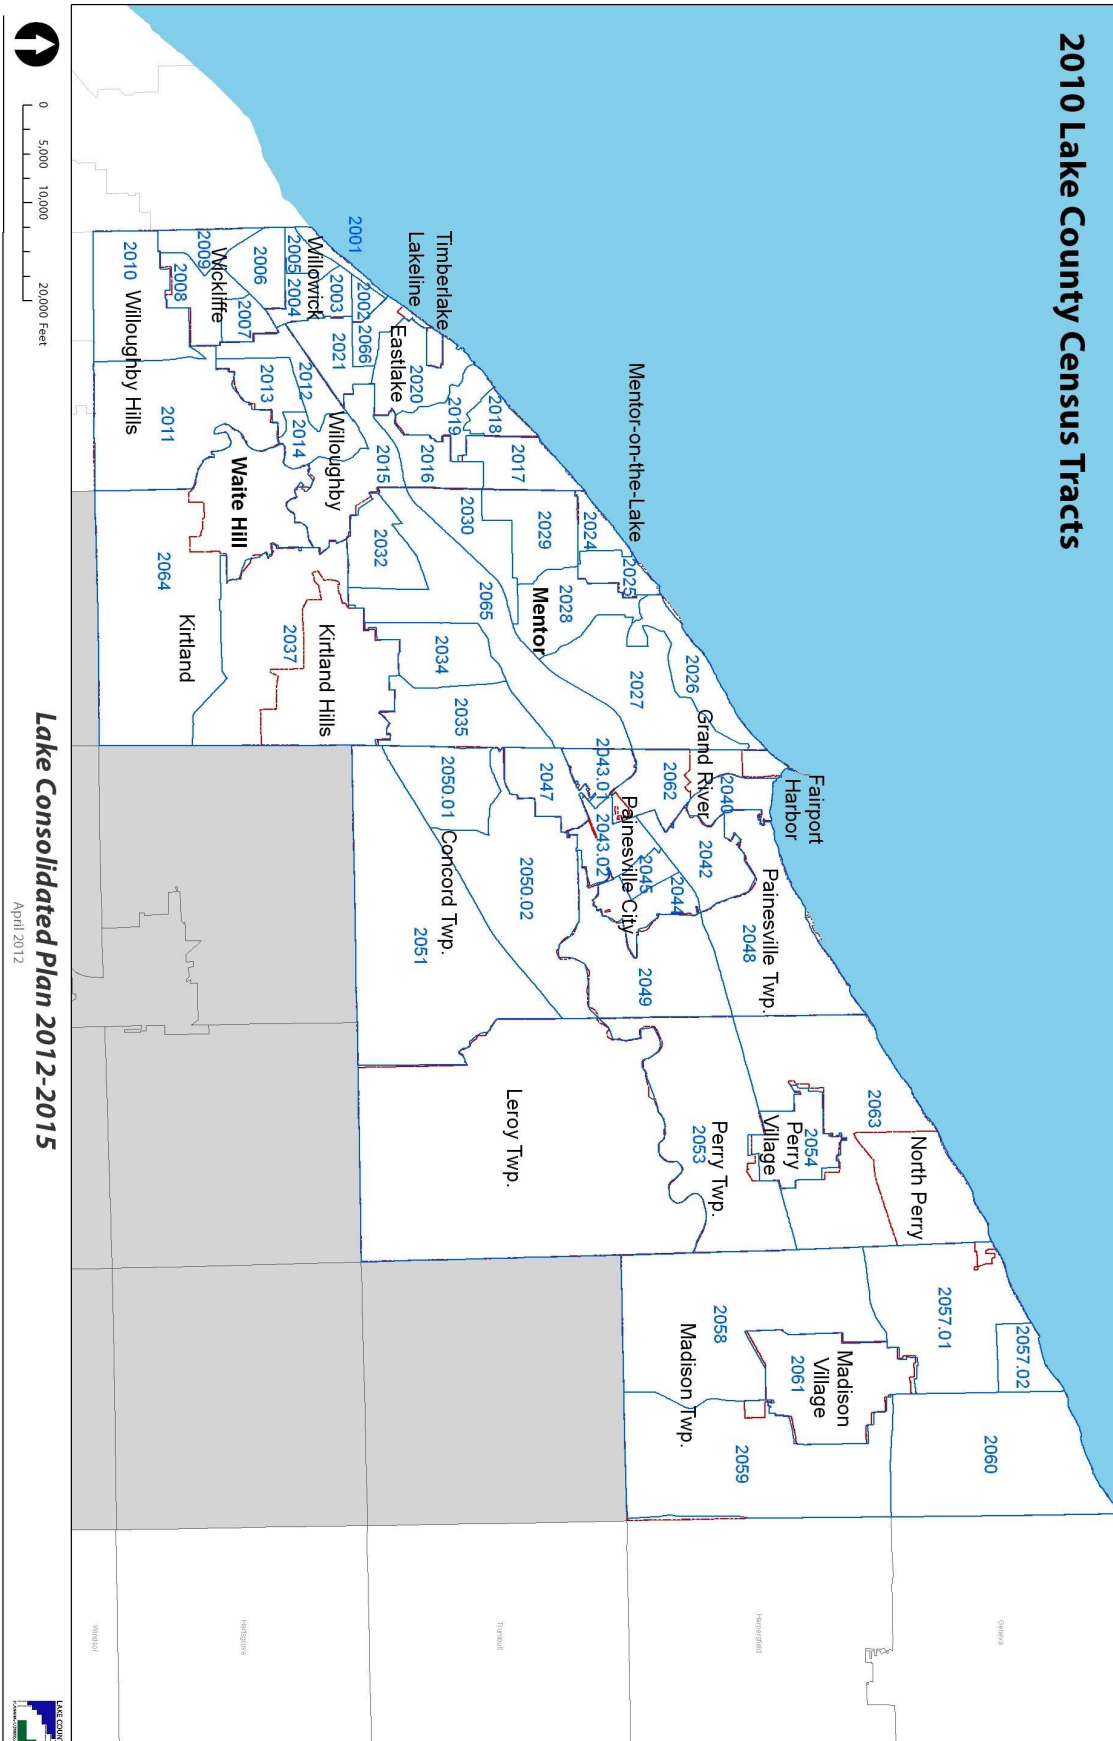 2010 Lake County Census Tracts
Timberlake
Lakeline
Mentor-on-the-Lake
Fairport
Harbor
Grand River
Painesville Twp.
North Perry
Perry
Village
Perry Twp.
Madison
Village
Madison Twp.
Leroy Twp.
Painesville City
Concord Twp.
Mentor
Eastlake
Willowick
Wickliffe
Willoughby
Willoughby Hills
Waite Hill
Kirtland Hills
Kirtland
2001
2002
2003
2004
2005
2006
2007
2008
2009
2010
2011
2012
2013
2014
2015
2016
2017
2018
2019
2020
2021
2066
2024
2025
2026
2027
2028
2029
2030
2032
2034
2035
2037
2064
2065
2040
2042
2043.01
2043.02
2044
2045
2047
2048
2049
2050.01
2050.02
2051
2053
2054
2057.01
2057.02
2058
2059
2060
2061
2062
2063
Geneva
Harpersfield
Trumbull
Hartsgrove
Windsor
0 5,000 10,000 20,000 Feet
Lake Consolidated Plan 2012-2015
April 2012